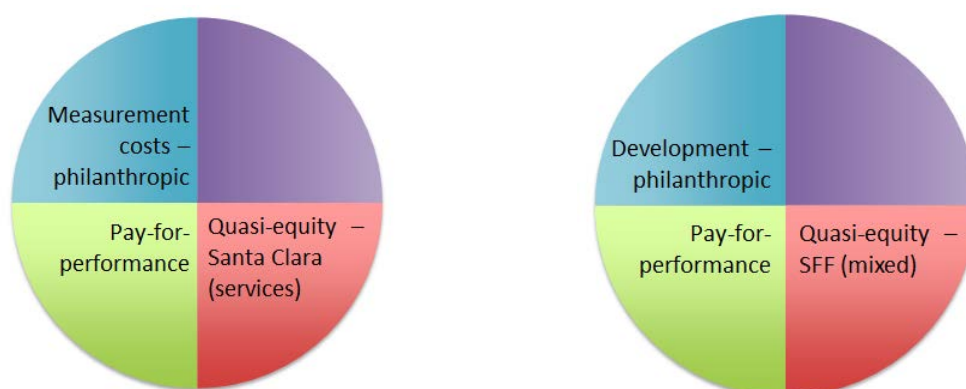 Measurement
costs –
philanthropic
Pay-for-
performance
Quasi-equity –
Santa Clara
(services)
Development –
philanthropic
Pay-for-
performance
Quasi-equity –
SFF (mixed)